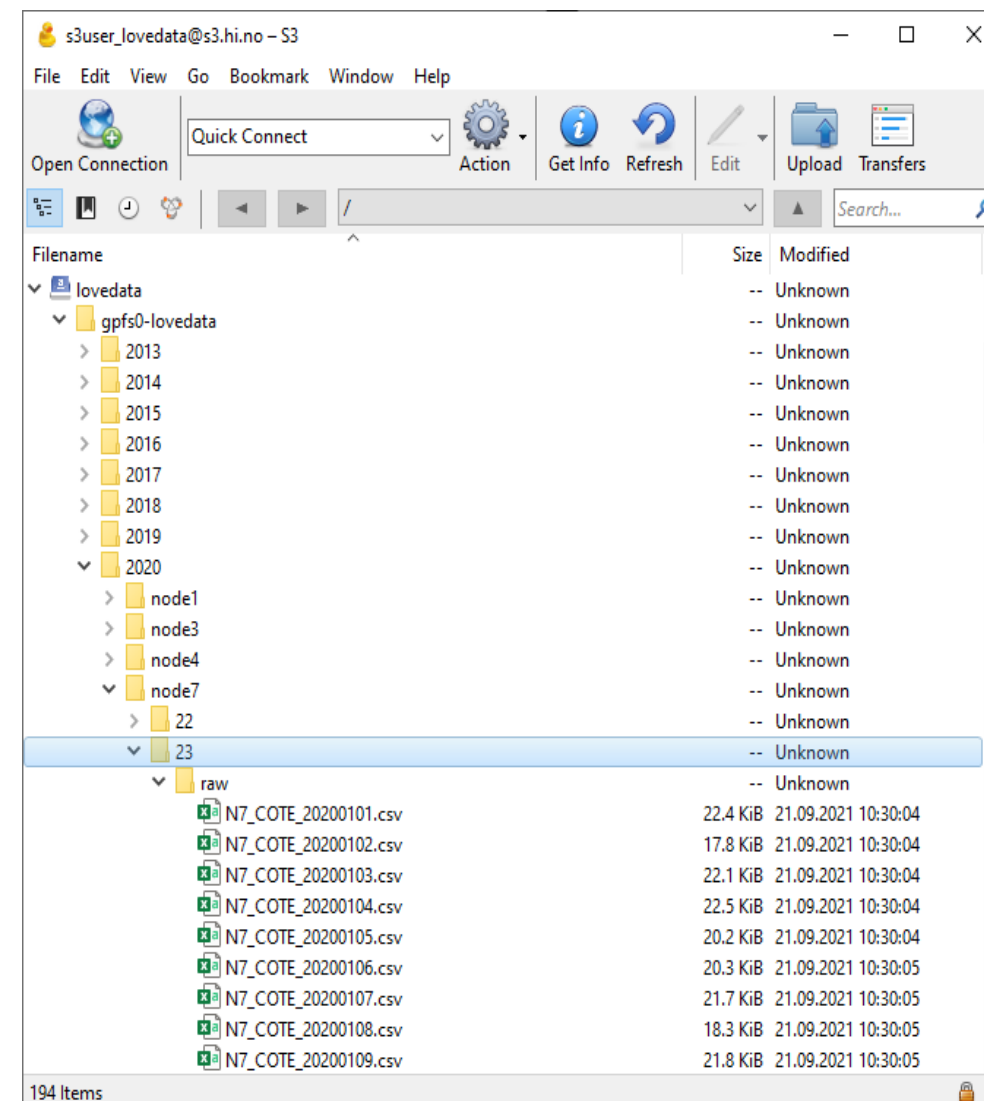 s3user_lovedata@s3.hi.no – S3
File Edit View Go Bookmark Window Help
Quick Connect
Open Connection Action Get Info Refresh Edit Upload Transfers
/ Search...
Filename Size Modified
lovedata -- Unknown
gpfs0-lovedata -- Unknown
2013 -- Unknown
2014 -- Unknown
2015 -- Unknown
2016 -- Unknown
2017 -- Unknown
2018 -- Unknown
2019 -- Unknown
2020 -- Unknown
node1 -- Unknown
node3 -- Unknown
node4 -- Unknown
node7 -- Unknown
22 -- Unknown
23 -- Unknown
raw -- Unknown
N7_COTE_20200101.csv 22.4 KiB 21.09.2021 10:30:04
N7_COTE_20200102.csv 17.8 KiB 21.09.2021 10:30:04
N7_COTE_20200103.csv 22.1 KiB 21.09.2021 10:30:04
N7_COTE_20200104.csv 22.5 KiB 21.09.2021 10:30:04
N7_COTE_20200105.csv 20.2 KiB 21.09.2021 10:30:04
N7_COTE_20200106.csv 20.3 KiB 21.09.2021 10:30:05
N7_COTE_20200107.csv 21.7 KiB 21.09.2021 10:30:05
N7_COTE_20200108.csv 18.3 KiB 21.09.2021 10:30:05
N7_COTE_20200109.csv 21.8 KiB 21.09.2021 10:30:05
194 Items